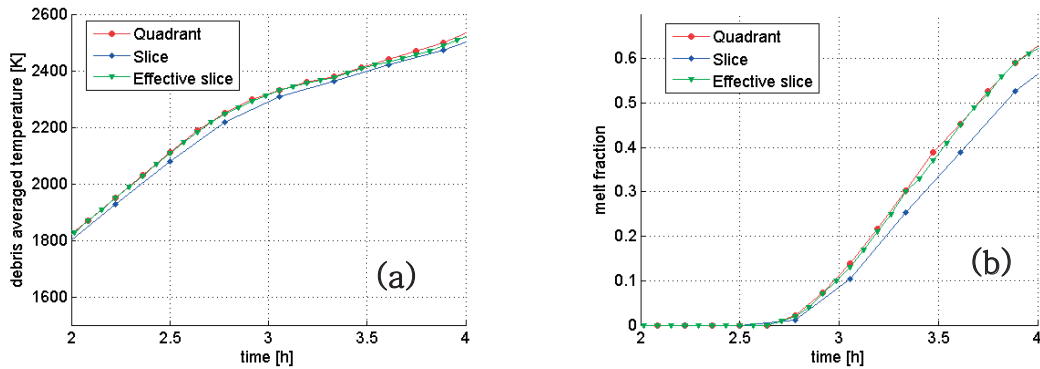 2600
2400
2200
2000
1800
1600
debris averaged temperature [K]
Quadrant
Slice
Effective slice
(a)
2
2.5
3
3.5
4
time [h]
0.6
0.5
0.4
0.3
0.2
0.1
0
melt fraction
Quadrant
Slice
Effective slice
(b)
2
2.5
3
3.5
4
time [h]